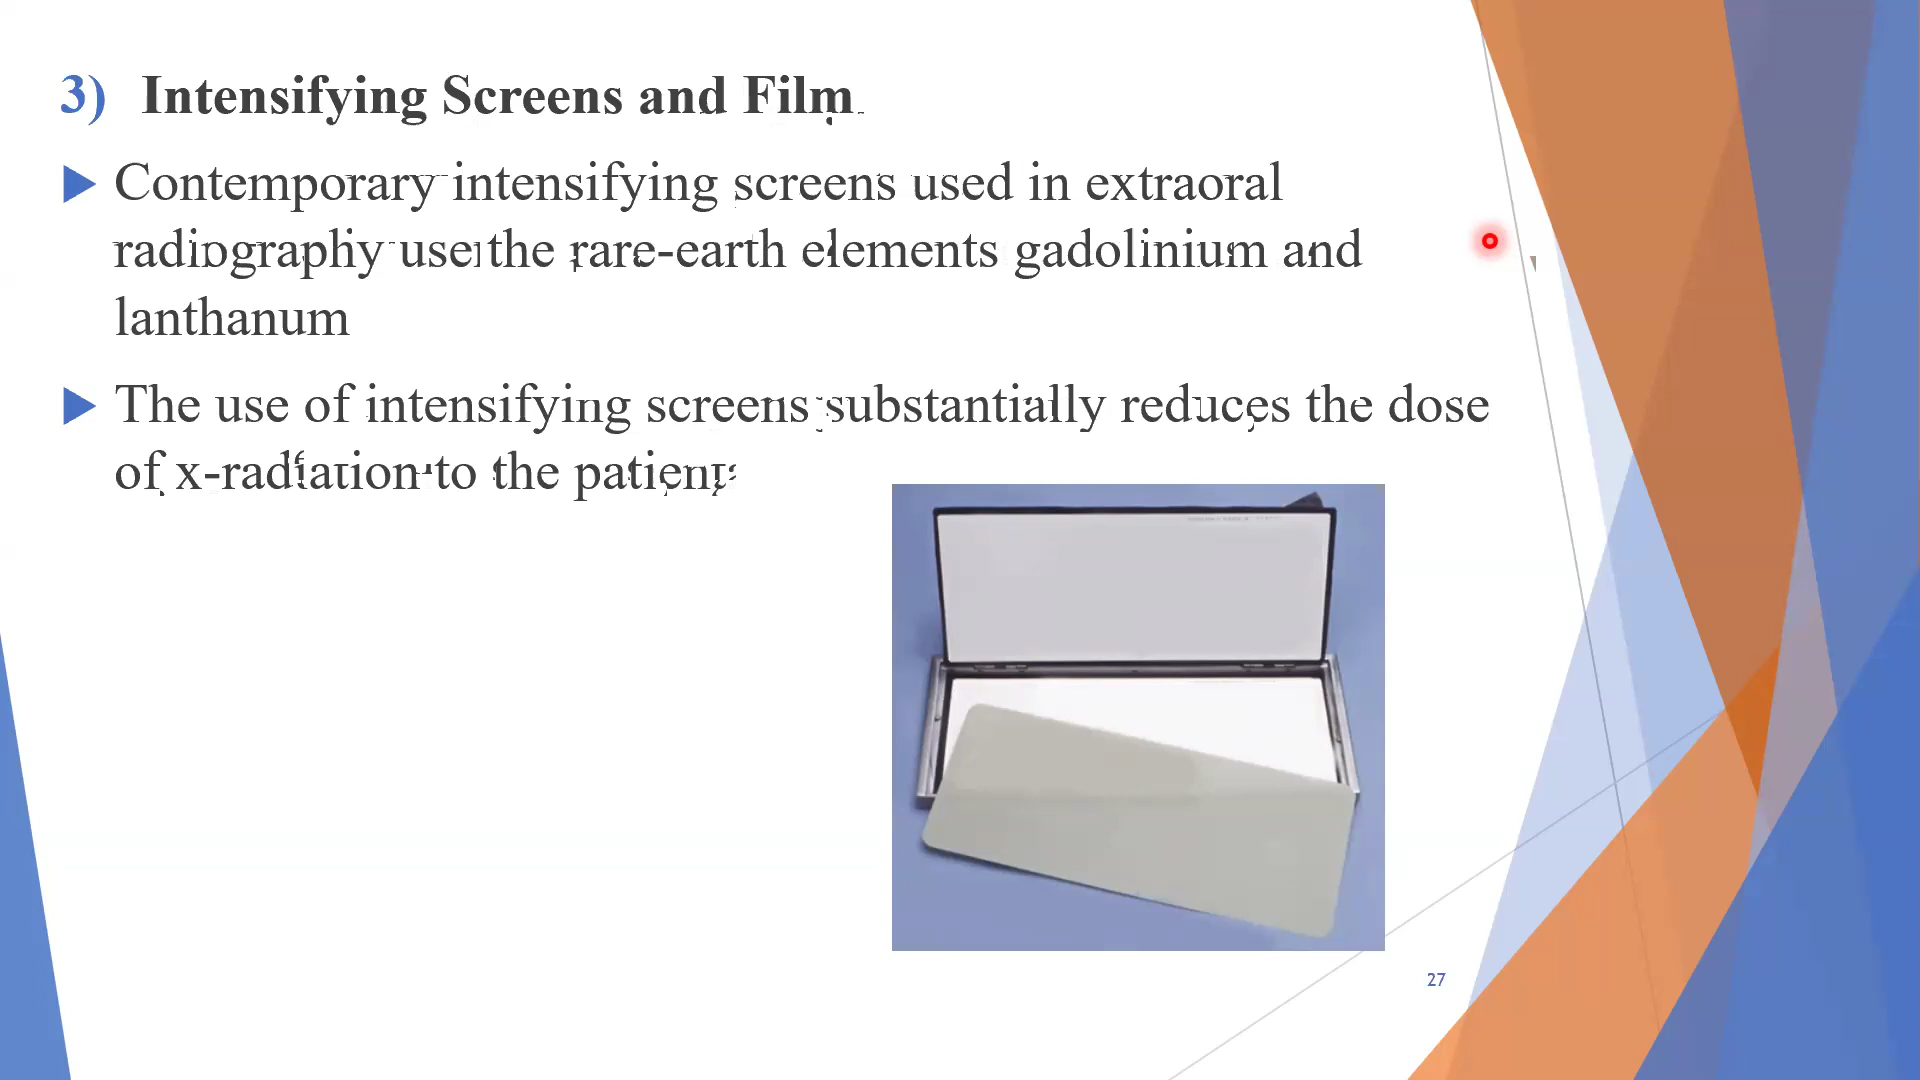 3) Intensifying Screens and Film
Contemporary intensifying screens used in extraoral
radiography use the rare-earth elements gadolinium and
lanthanum
The use of intensifying screens substantially reduces the dose
of x-radiation to the patient
27